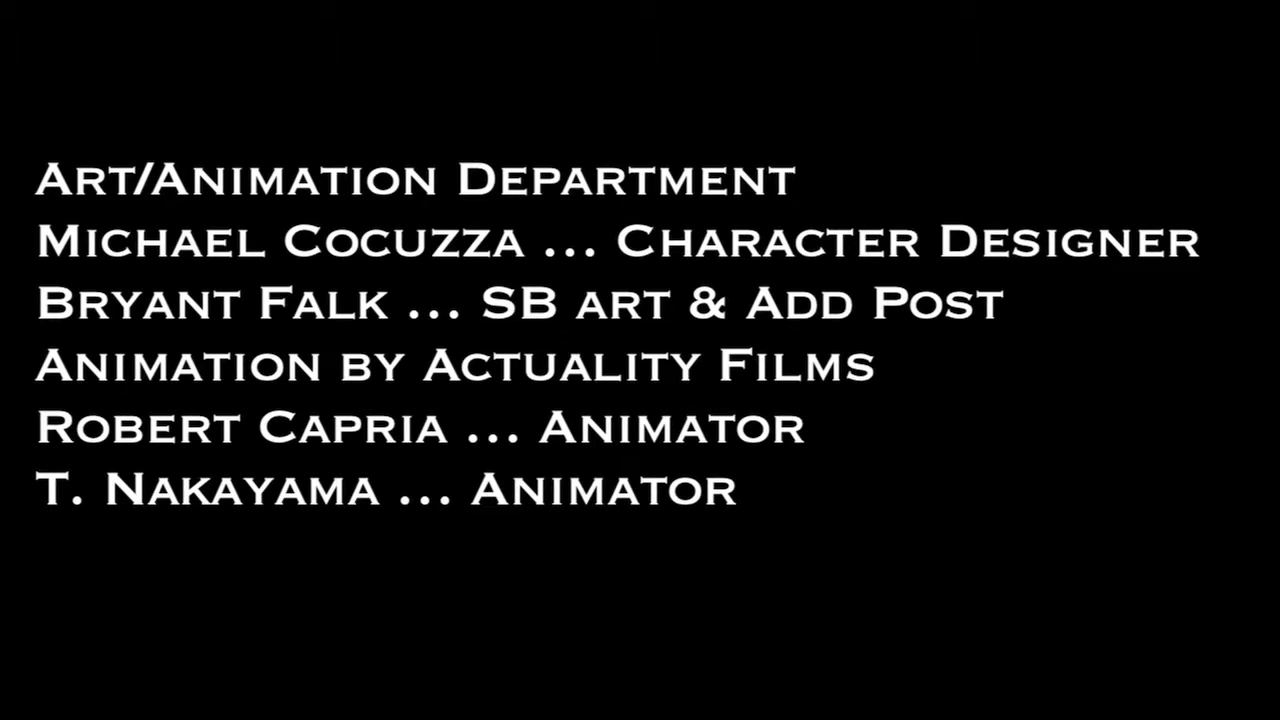 Art/Animation Department
Michael Cocuzza ... Character Designer
Bryant Falk ... SB art & Add Post
Animation by Actuality Films
Robert Capria ... Animator
T. Nakayama ... Animator